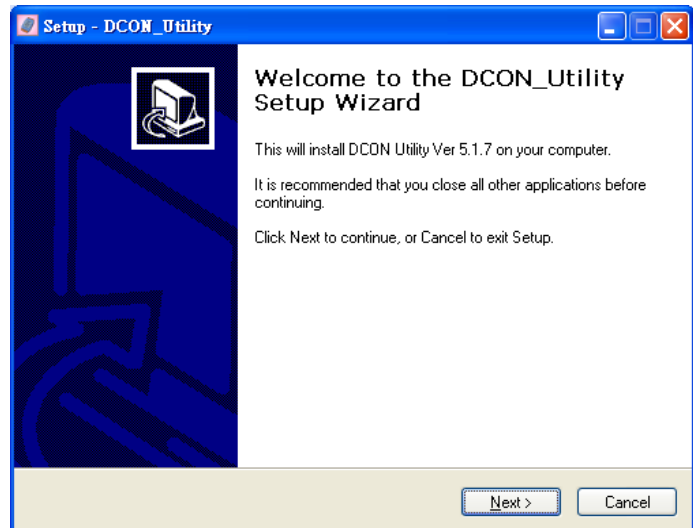 Setup - DCON_Utility
Welcome to the DCON_Utility
Setup Wizard
This will install DCON Utility Ver 5.1.7 on your computer.
It is recommended that you close all other applications before
continuing.
Click Next to continue, or Cancel to exit Setup.
Next >
Cancel